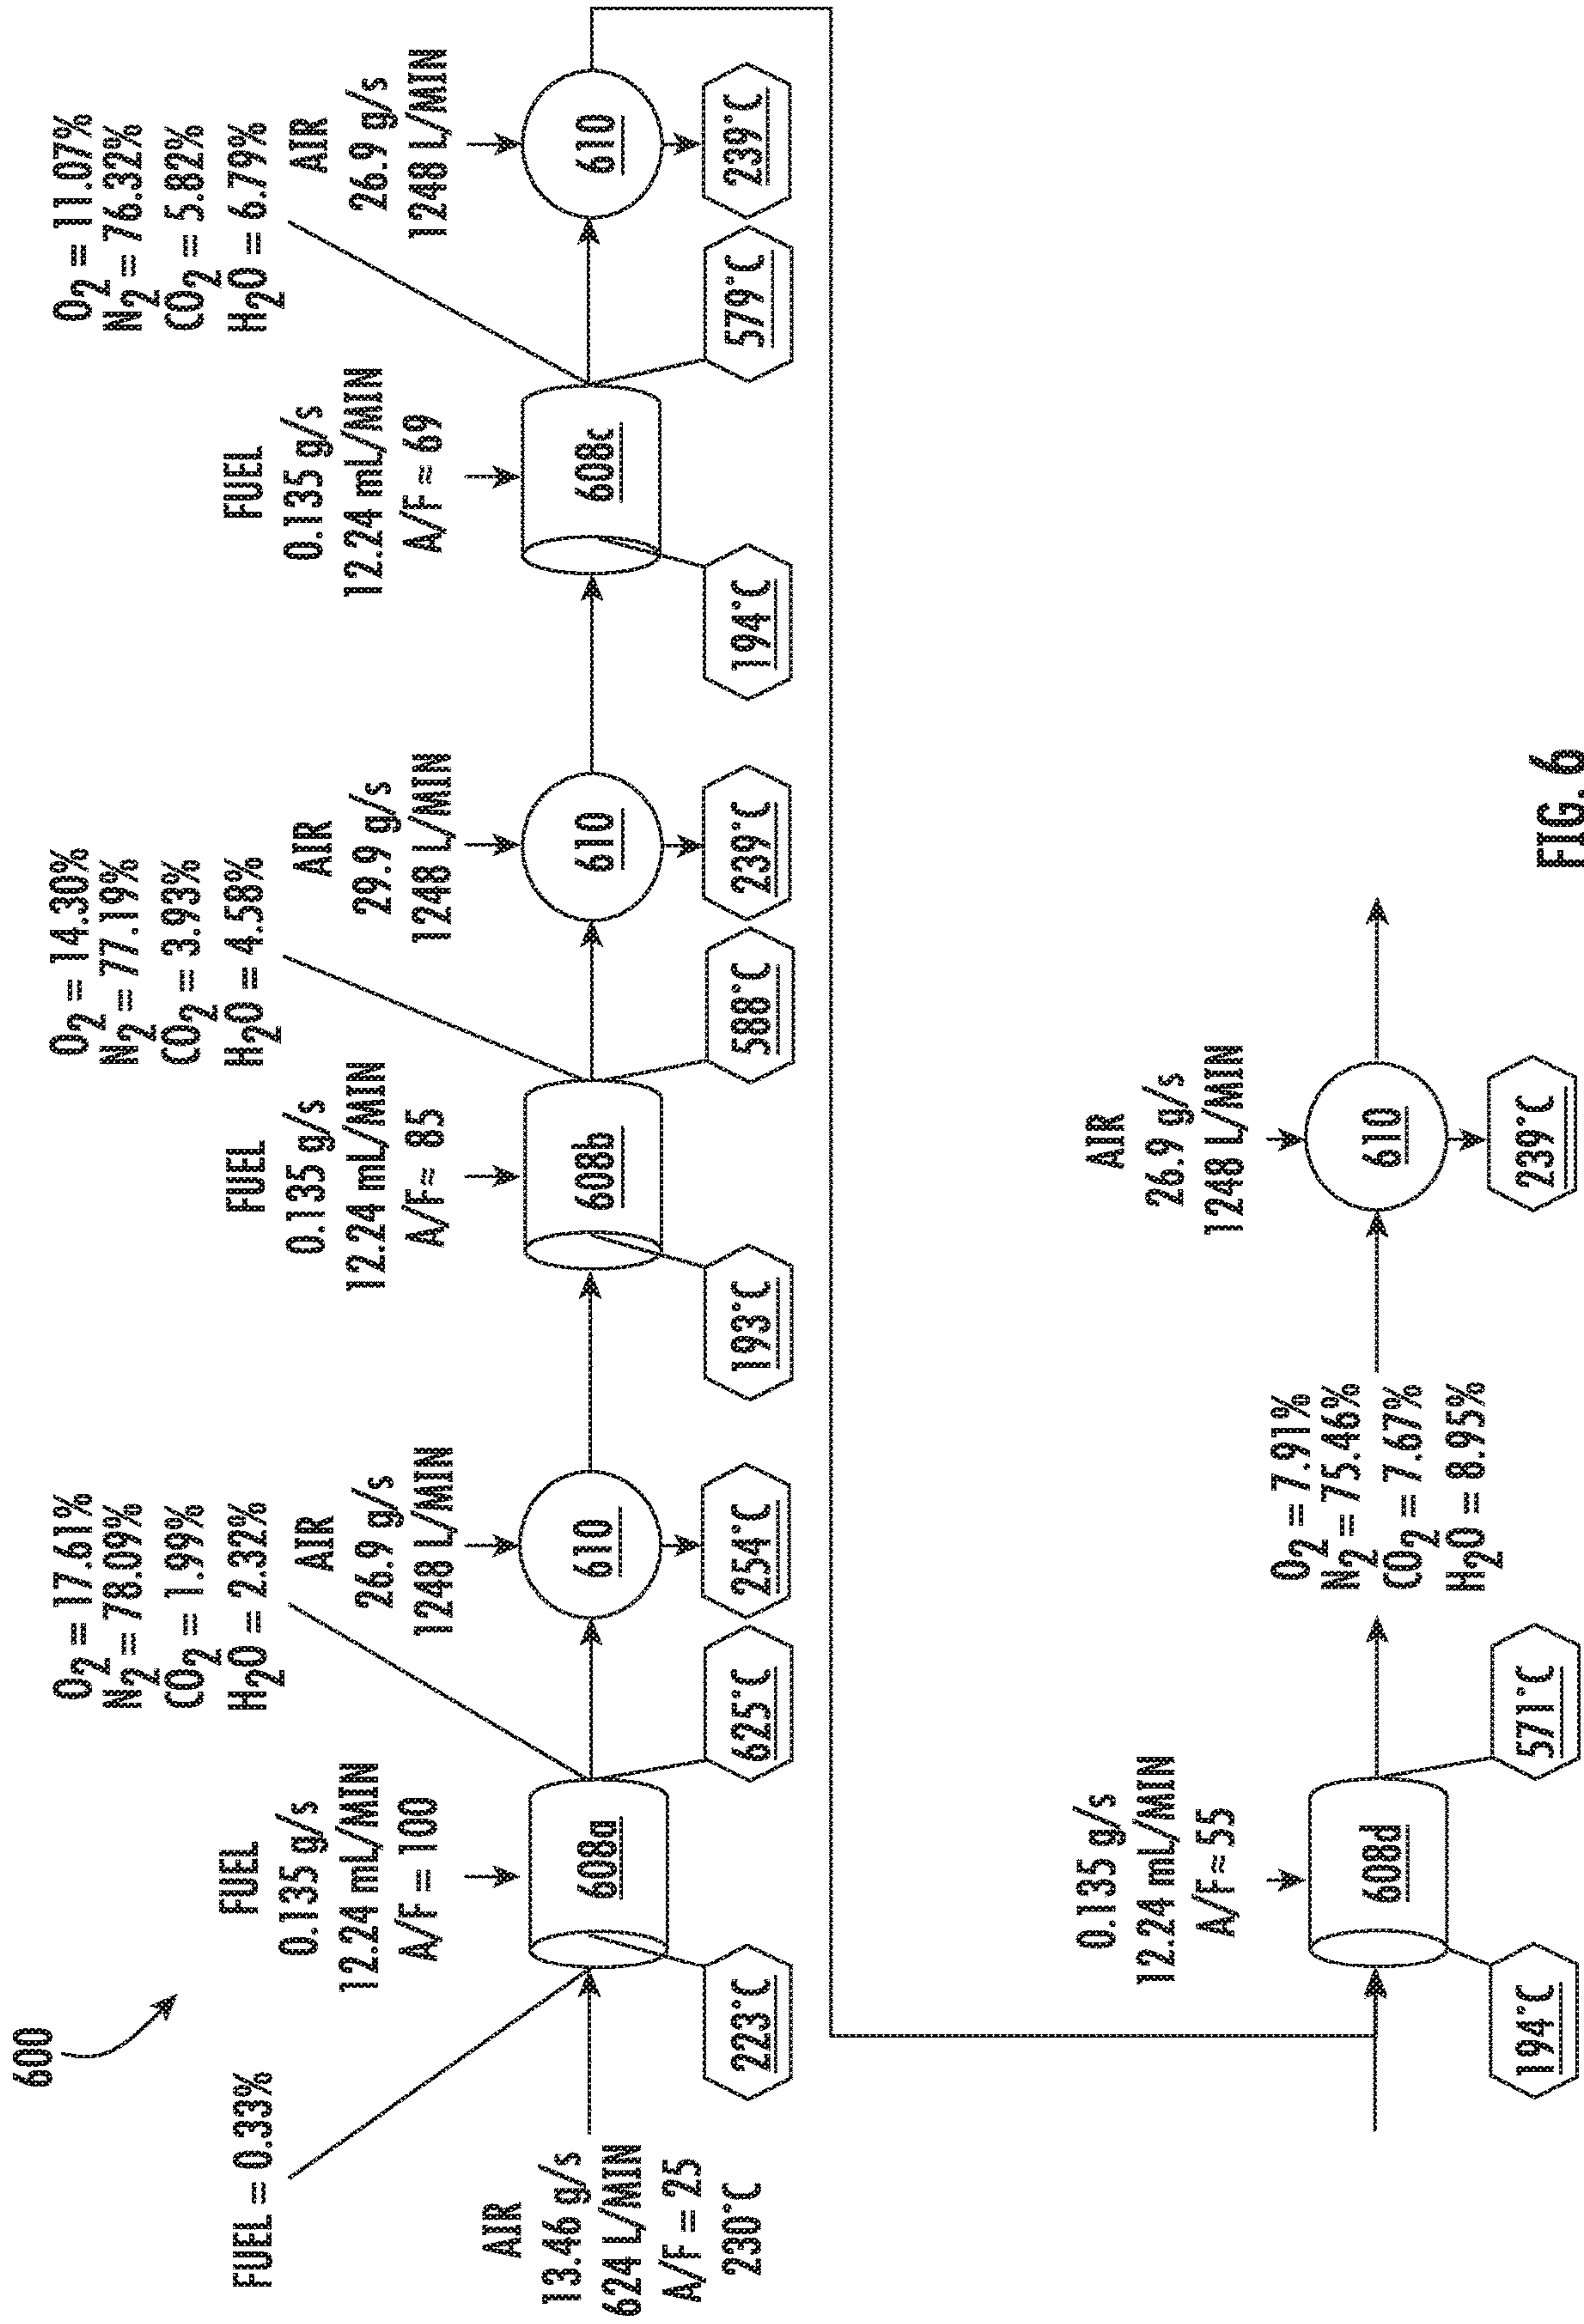 600
FUEL = 0.33%
AIR
13.46 g/s
624 L/MIN
A/F = 25
230°C
FUEL
0.135 g/s
12.24 mL/MIN
A/F = 100
608a
223°C
625°C
O2 = 17.61%
N2 = 78.09%
CO2 = 1.99%
H2O = 2.32%
AIR
26.9 g/s
1248 L/MIN
610
254°C
FUEL
0.135 g/s
12.24 mL/MIN
A/F ≈ 85
608b
193°C
588°C
O2 = 14.30%
N2 = 77.19%
CO2 = 3.93%
H2O = 4.58%
AIR
29.9 g/s
1248 L/MIN
610
239°C
FUEL
0.135 g/s
12.24 mL/MIN
A/F ≈ 69
608c
194°C
579°C
O2 = 11.07%
N2 = 76.32%
CO2 = 5.82%
H2O = 6.79%
AIR
26.9 g/s
1248 L/MIN
610
239°C
0.135 g/s
12.24 mL/MIN
A/F ≈ 55
608d
194°C
571°C
O2 = 7.91%
N2 = 75.46%
CO2 = 7.67%
H2O = 8.95%
AIR
26.9 g/s
1248 L/MIN
610
239°C
FIG. 6